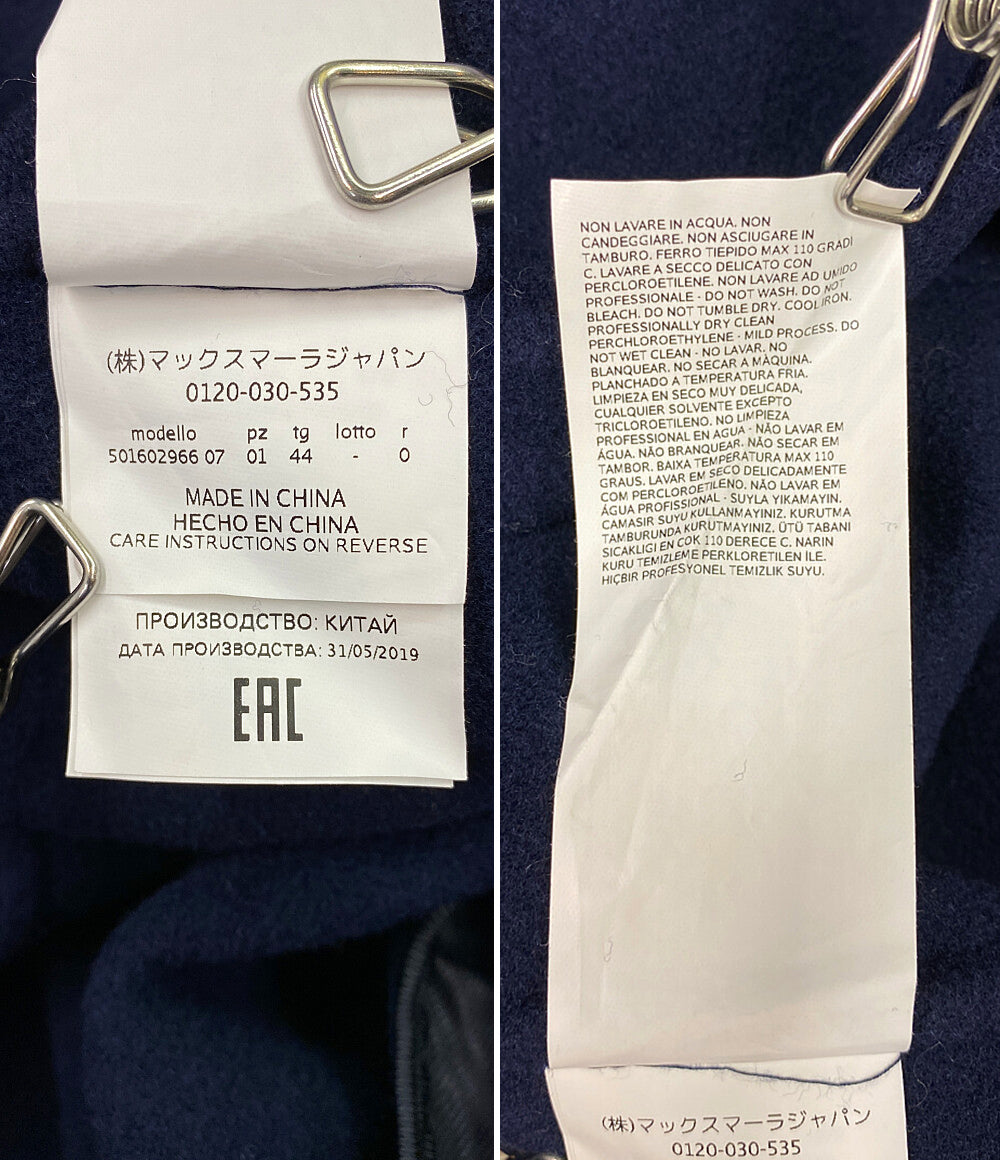 (株)マックスマーラジャパン
0120-030-535
modello pz tg lotto r
501602966 07 01 44 - 0
MADE IN CHINA
HECHO EN CHINA
CARE INSTRUCTIONS ON REVERSE
ПРОИЗВОДСТВО: КИТАЙ
ДАТА ПРОИЗВОДСТВА: 31/05/2019
EAC
NON LAVARE IN ACQUA. NON
CANDEGGIARE. NON ASCIUGARE IN
TAMBURO. FERRO TIEPIDO MAX 110 GRADI
C. LAVARE A SECCO DELICATO CON
PERCLOROETILENE. NON LAVARE AD UMIDO
PROFESSIONALE - DO NOT WASH. DO NOT
BLEACH. DO NOT TUMBLE DRY. COOL IRON.
PROFESSIONALLY DRY CLEAN
PERCHLOROETHYLENE - MILD PROCESS. DO
NOT WET CLEAN - NO LAVAR. NO
BLANQUEAR. NO SECAR A MÀQUINA.
PLANCHADO A TEMPERATURA FRIA.
LIMPIEZA EN SECO MUY DELICADA,
CUALQUIER SOLVENTE EXCEPTO
TRICLOROETILENO. NO LIMPIEZA
PROFESSIONAL EN AGUA - NÃO LAVAR EM
ÁGUA. NÃO BRANQUEAR. NÃO SECAR EM
TAMBOR. BAIXA TEMPERATURA MAX 110
GRAUS. LAVAR EM SECO DELICADAMENTE
COM PERCLOROETILENO. NÃO LAVAR EM
ÁGUA PROFISSIONAL - SUYLA YIKAMAYIN.
CAMASIR SUYU KULLANMAYINIZ. KURUTMA
TAMBURUNDA KURUTMAYINIZ. ÜTÜ TABANI
SICAKLIGI EN COK 110 DERECE C. NARIN
KURU TEMIZLEME PERKLORETILEN İLE.
HIÇBIR PROFESYONEL TEMIZLIK SUYU.
(株)マックスマーラジャパン
0120-030-535